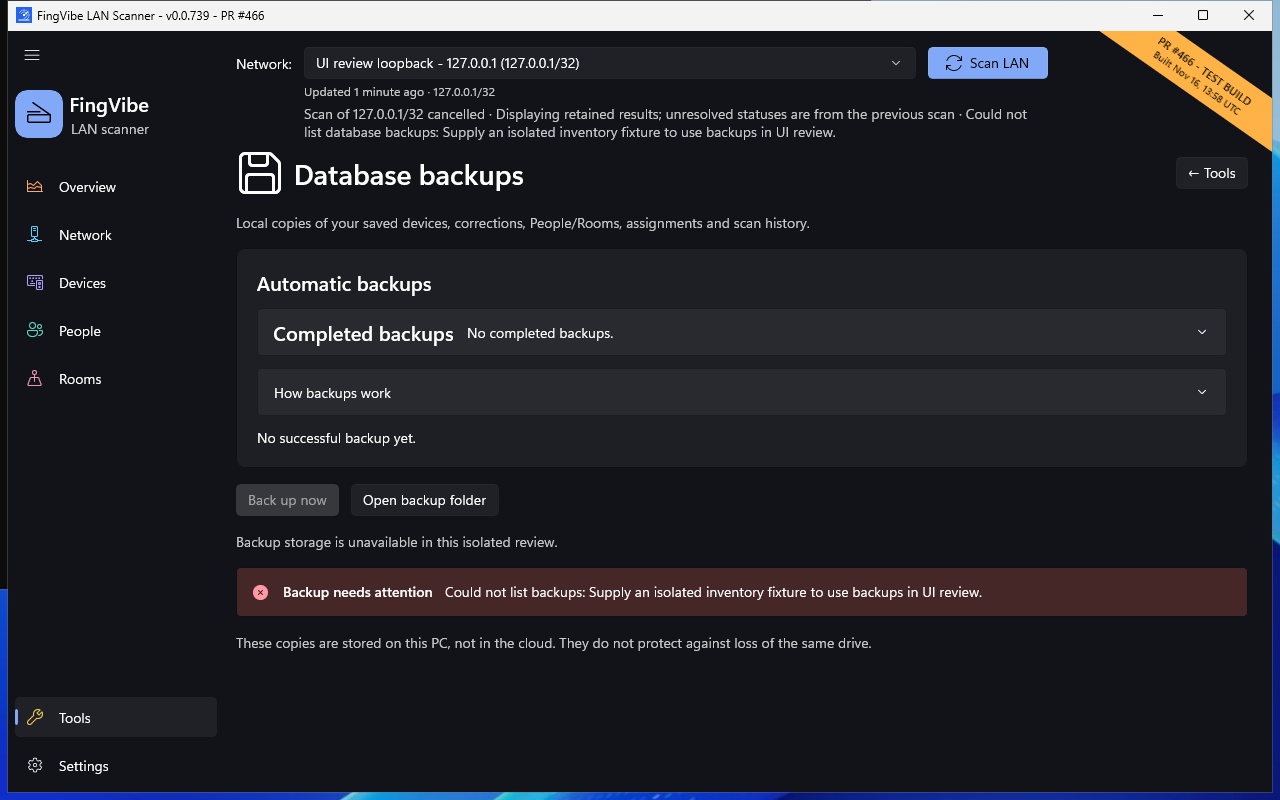 FingVibe LAN Scanner - v0.0.739 - PR #466
PR #466 - TEST BUILD
Built Nov 16, 13:58 UTC
Network:
UI review loopback - 127.0.0.1 (127.0.0.1/32)
Scan LAN
Updated 1 minute ago · 127.0.0.1/32
Scan of 127.0.0.1/32 cancelled · Displaying retained results; unresolved statuses are from the previous scan · Could not
list database backups: Supply an isolated inventory fixture to use backups in UI review.
FingVibe
LAN scanner
Overview
Network
Devices
People
Rooms
Tools
Settings
Database backups
← Tools
Local copies of your saved devices, corrections, People/Rooms, assignments and scan history.
Automatic backups
Completed backups No completed backups.
How backups work
No successful backup yet.
Back up now
Open backup folder
Backup storage is unavailable in this isolated review.
Backup needs attention Could not list backups: Supply an isolated inventory fixture to use backups in UI review.
These copies are stored on this PC, not in the cloud. They do not protect against loss of the same drive.